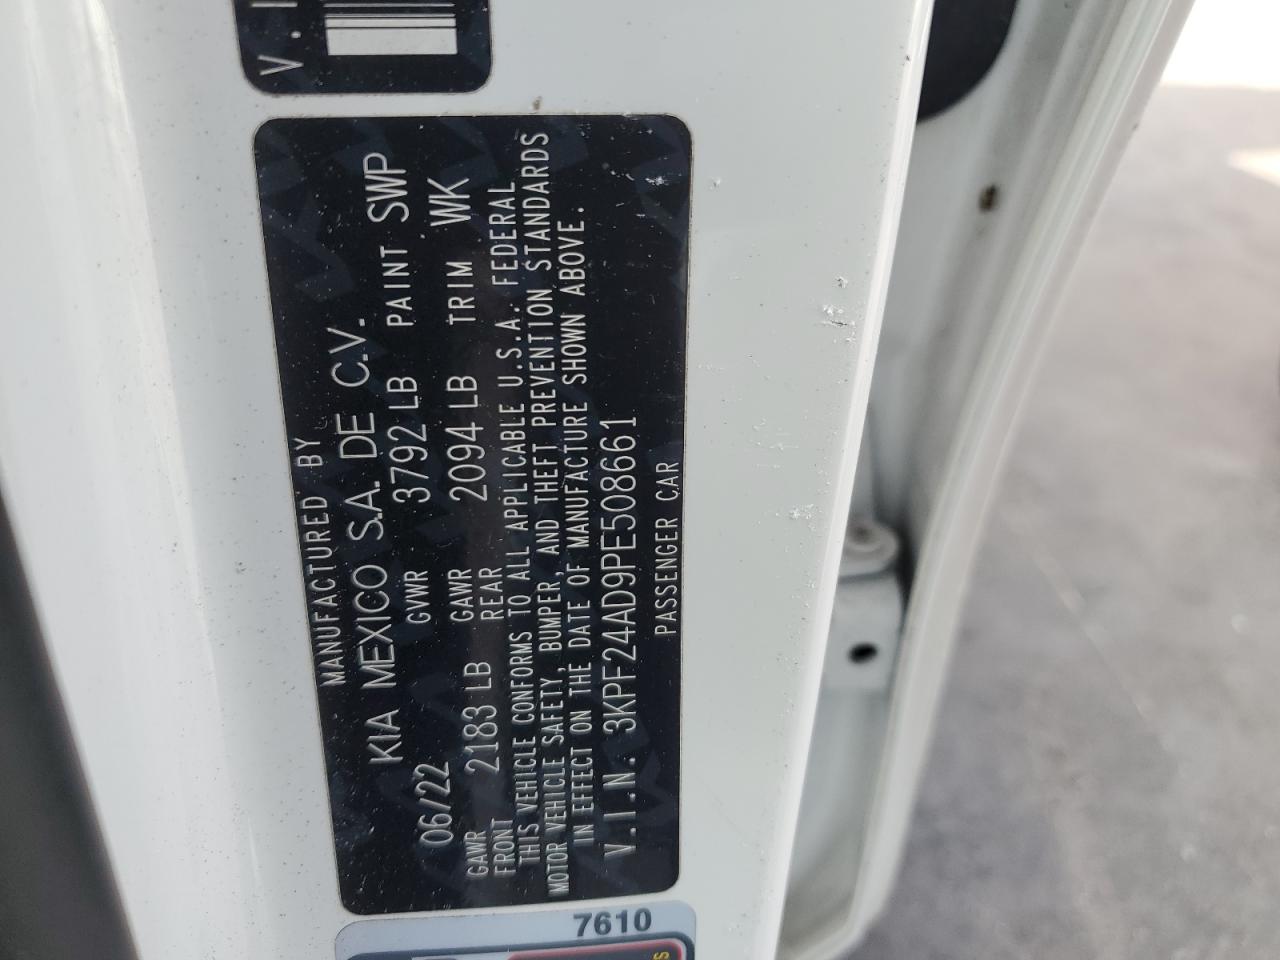 V.I
MANUFACTURED BY
KIA MEXICO S.A. DE C.V.
06/22 GVWR 3792 LB PAINT SWP
GAWR FRONT 2183 LB GAWR REAR 2094 LB TRIM WK
THIS VEHICLE CONFORMS TO ALL APPLICABLE U.S.A. FEDERAL
MOTOR VEHICLE SAFETY, BUMPER, AND THEFT PREVENTION STANDARDS
IN EFFECT ON THE DATE OF MANUFACTURE SHOWN ABOVE.
V.I.N. 3KPF24AD9PE508661
PASSENGER CAR
7610